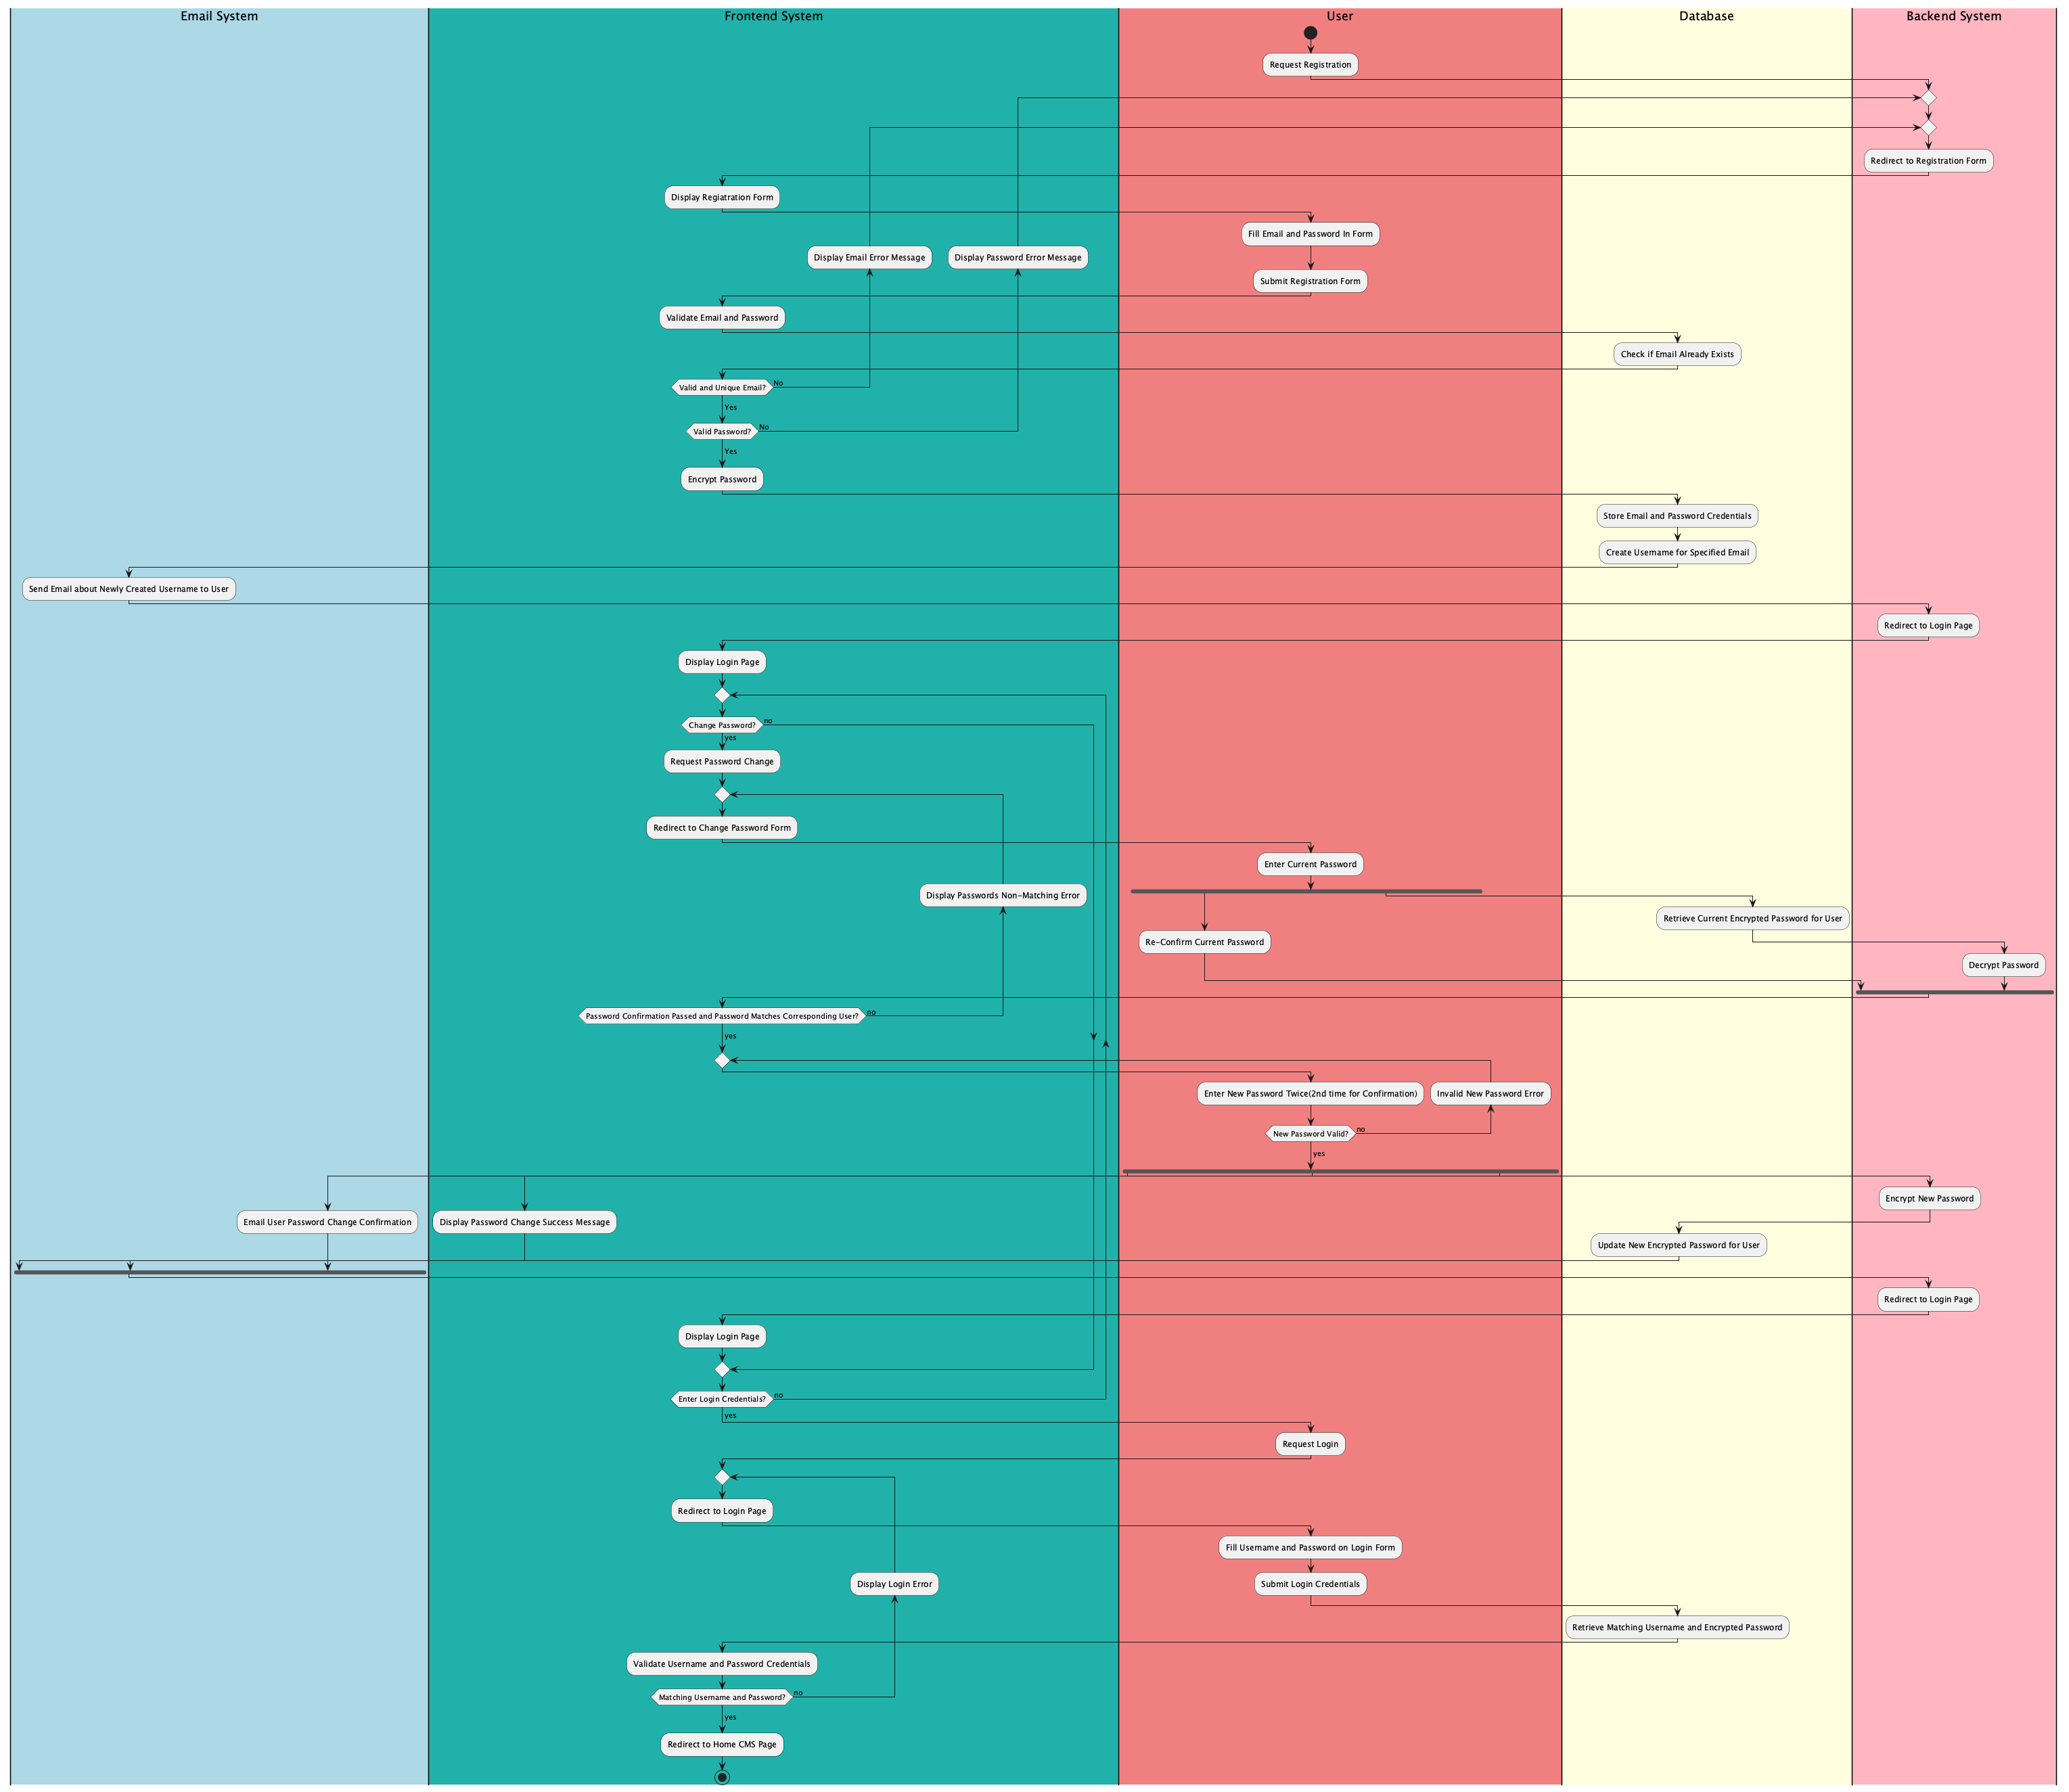 Email System
Frontend System
User
Database
Backend System
Request Registration
Redirect to Registration Form
Display Regiatration Form
Fill Email and Password In Form
Display Email Error Message
Display Password Error Message
Submit Registration Form
Validate Email and Password
Check if Email Already Exists
Valid and Unique Email?
No
Yes
Valid Password?
No
Yes
Encrypt Password
Store Email and Password Credentials
Create Username for Specified Email
Send Email about Newly Created Username to User
Redirect to Login Page
Display Login Page
Change Password?
no
yes
Request Password Change
Redirect to Change Password Form
Enter Current Password
Display Passwords Non-Matching Error
Retrieve Current Encrypted Password for User
Re-Confirm Current Password
Decrypt Password
Password Confirmation Passed and Password Matches Corresponding User?
no
yes
Enter New Password Twice(2nd time for Confirmation)
Invalid New Password Error
New Password Valid?
no
yes
Encrypt New Password
Email User Password Change Confirmation
Display Password Change Success Message
Update New Encrypted Password for User
Redirect to Login Page
Display Login Page
Enter Login Credentials?
no
yes
Request Login
Redirect to Login Page
Fill Username and Password on Login Form
Display Login Error
Submit Login Credentials
Retrieve Matching Username and Encrypted Password
Validate Username and Password Credentials
Matching Username and Password?
no
yes
Redirect to Home CMS Page